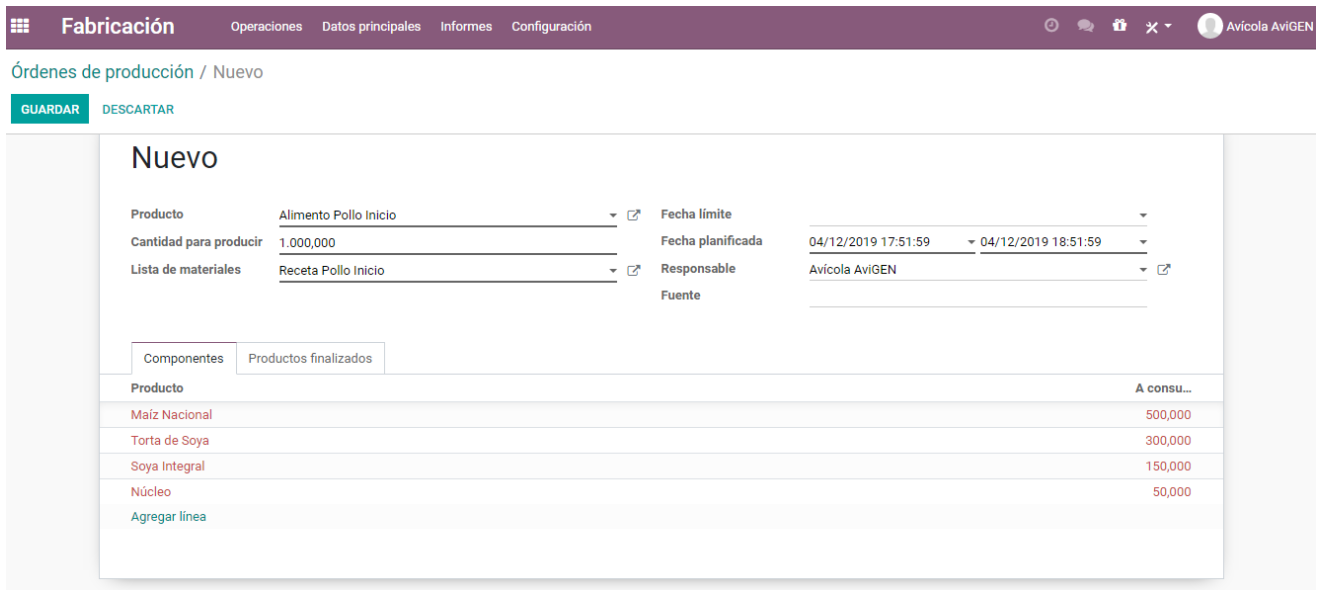 Fabricación Operaciones Datos principales Informes Configuración Avícola AviGEN
Órdenes de producción / Nuevo
GUARDAR DESCARTAR
Nuevo
Producto Alimento Pollo Inicio Fecha límite
Cantidad para producir 1.000,000 Fecha planificada 04/12/2019 17:51:59 04/12/2019 18:51:59
Lista de materiales Receta Pollo Inicio Responsable Avícola AviGEN
Fuente
Componentes Productos finalizados
Producto A consu...
Maíz Nacional 500,000
Torta de Soya 300,000
Soya Integral 150,000
Núcleo 50,000
Agregar línea